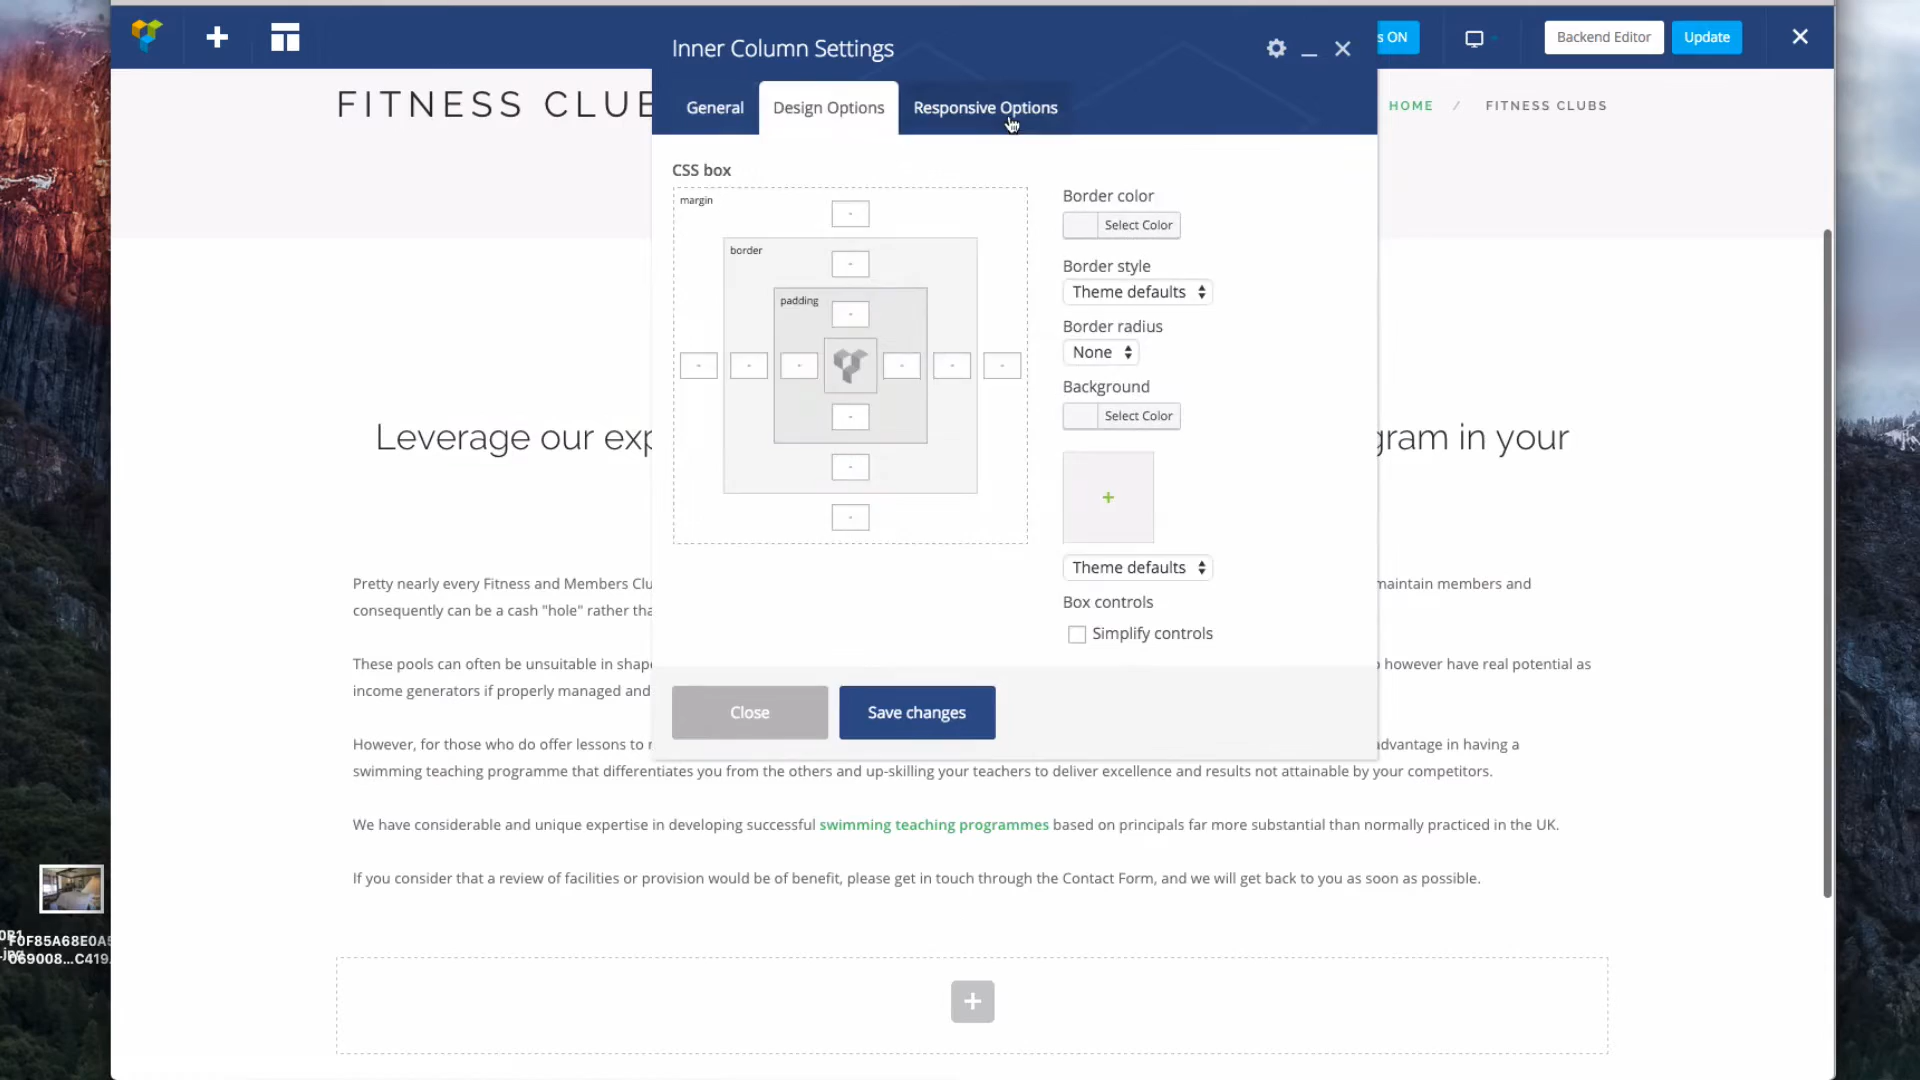 Inner Column Settings
s ON
Backend Editor
Update
General
Design Options
Responsive Options
FITNESS CLUB
HOME / FITNESS CLUBS
CSS box
margin
border
padding
-
-
-
-
-
-
-
-
-
-
-
-
Border color
Select Color
Border style
Theme defaults
Border radius
None
Background
Select Color
+
Theme defaults
Box controls
Simplify controls
Close
Save changes
Leverage our exp
gram in your
Pretty nearly every Fitness and Members Clu
maintain members and
consequently can be a cash "hole" rather tha
These pools can often be unsuitable in shape
however have real potential as
income generators if properly managed and
However, for those who do offer lessons to
advantage in having a
swimming teaching programme that differentiates you from the others and up-skilling your teachers to deliver excellence and results not attainable by your competitors.
We have considerable and unique expertise in developing successful swimming teaching programmes based on principals far more substantial than normally practiced in the UK.
If you consider that a review of facilities or provision would be of benefit, please get in touch through the Contact Form, and we will get back to you as soon as possible.
069008...C419.